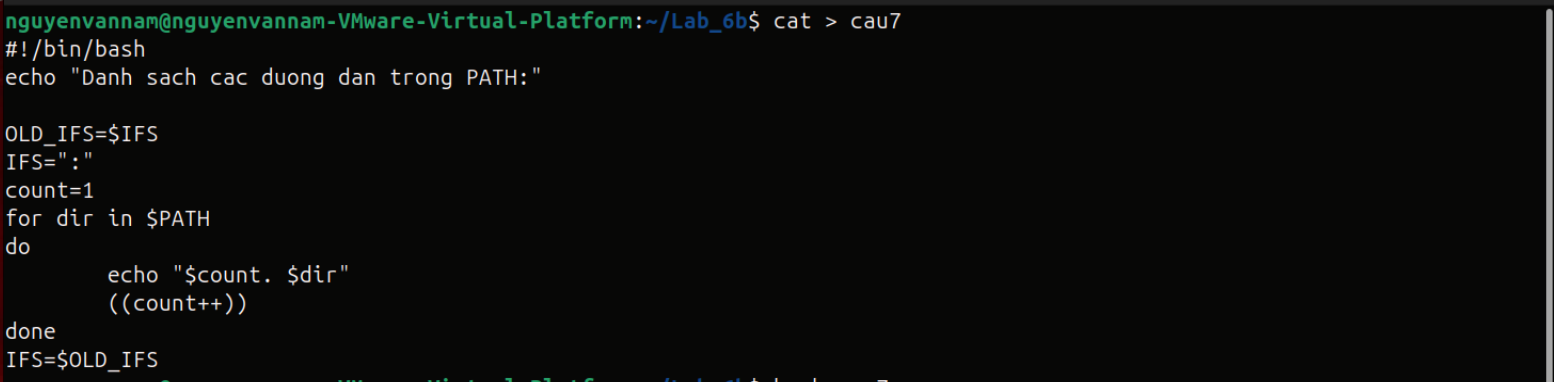 nguyenvannam@nguyenvannam-VMware-Virtual-Platform:~/Lab_6b$ cat > cau7
#!/bin/bash
echo "Danh sach cac duong dan trong PATH:"
OLD_IFS=$IFS
IFS=":"
count=1
for dir in $PATH
do
        echo "$count. $dir"
        ((count++))
done
IFS=$OLD_IFS